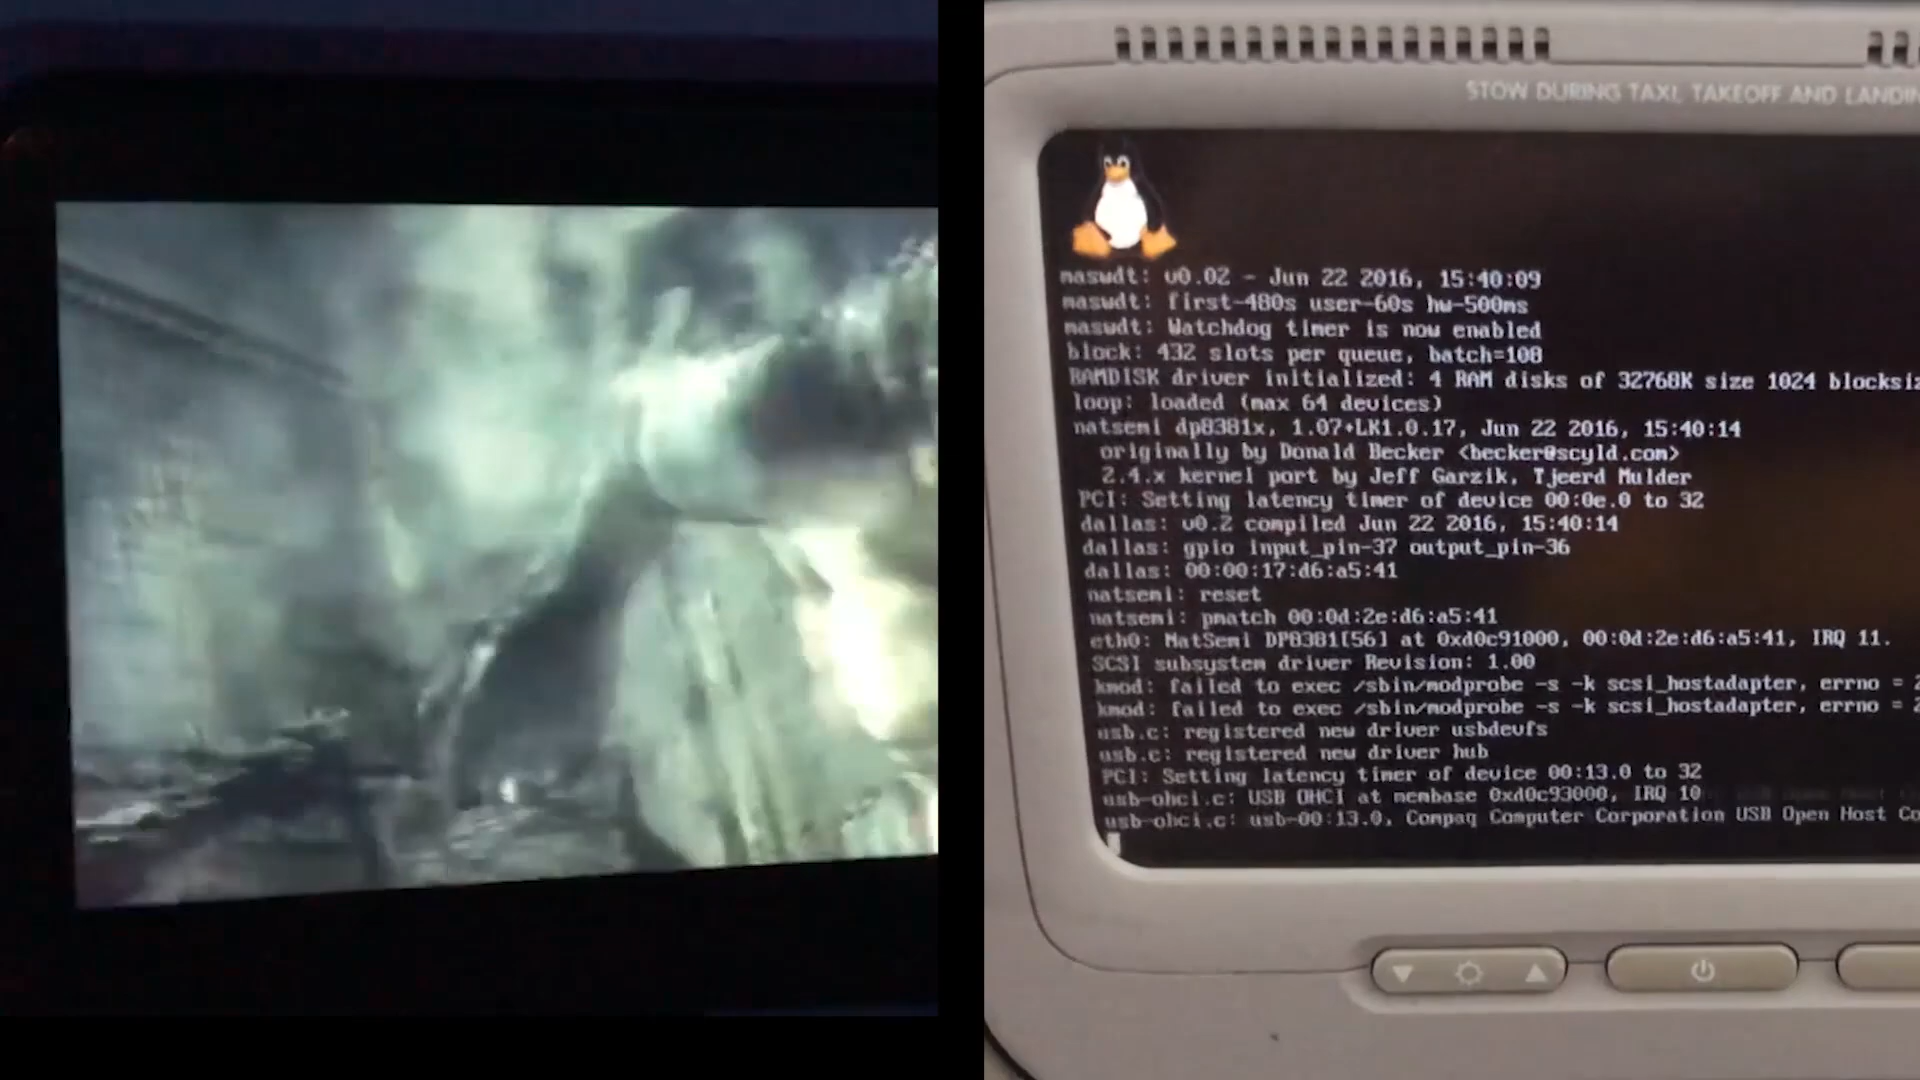 STOW DURING TAXI, TAKEOFF AND LANDIN
maswdt: v0.02 - Jun 22 2016, 15:40:09
maswdt: first-480s user-60s hw-500ms
maswdt: Watchdog timer is now enabled
block: 432 slots per queue, batch=108
RAMDISK driver initialized: 4 RAM disks of 32768K size 1024 blocksiz
loop: loaded (max 64 devices)
natsemi dp8381x, 1.07+LK1.0.17, Jun 22 2016, 15:40:14
originally by Donald Becker <becker@scyld.com>
2.4.x kernel port by Jeff Garzik, Tjeerd Mulder
PCI: Setting latency timer of device 00:0e.0 to 32
dallas: v0.2 compiled Jun 22 2016, 15:40:14
dallas: gpio input_pin-37 output_pin-36
dallas: 00:00:17:d6:a5:41
natsemi: reset
natsemi: pmatch 00:0d:2e:d6:a5:41
eth0: NatSemi DP8381[56] at 0xd0c91000, 00:0d:2e:d6:a5:41, IRQ 11.
SCSI subsystem driver Revision: 1.00
kmod: failed to exec /sbin/modprobe -s -k scsi_hostadapter, errno = 2
kmod: failed to exec /sbin/modprobe -s -k scsi_hostadapter, errno = 2
usb.c: registered new driver usbdevfs
usb.c: registered new driver hub
PCI: Setting latency timer of device 00:13.0 to 32
usb-ohci.c: USB OHCI at membase 0xd0c93000, IRQ 10
usb-ohci.c: usb-00:13.0, Compaq Computer Corporation USB Open Host Co